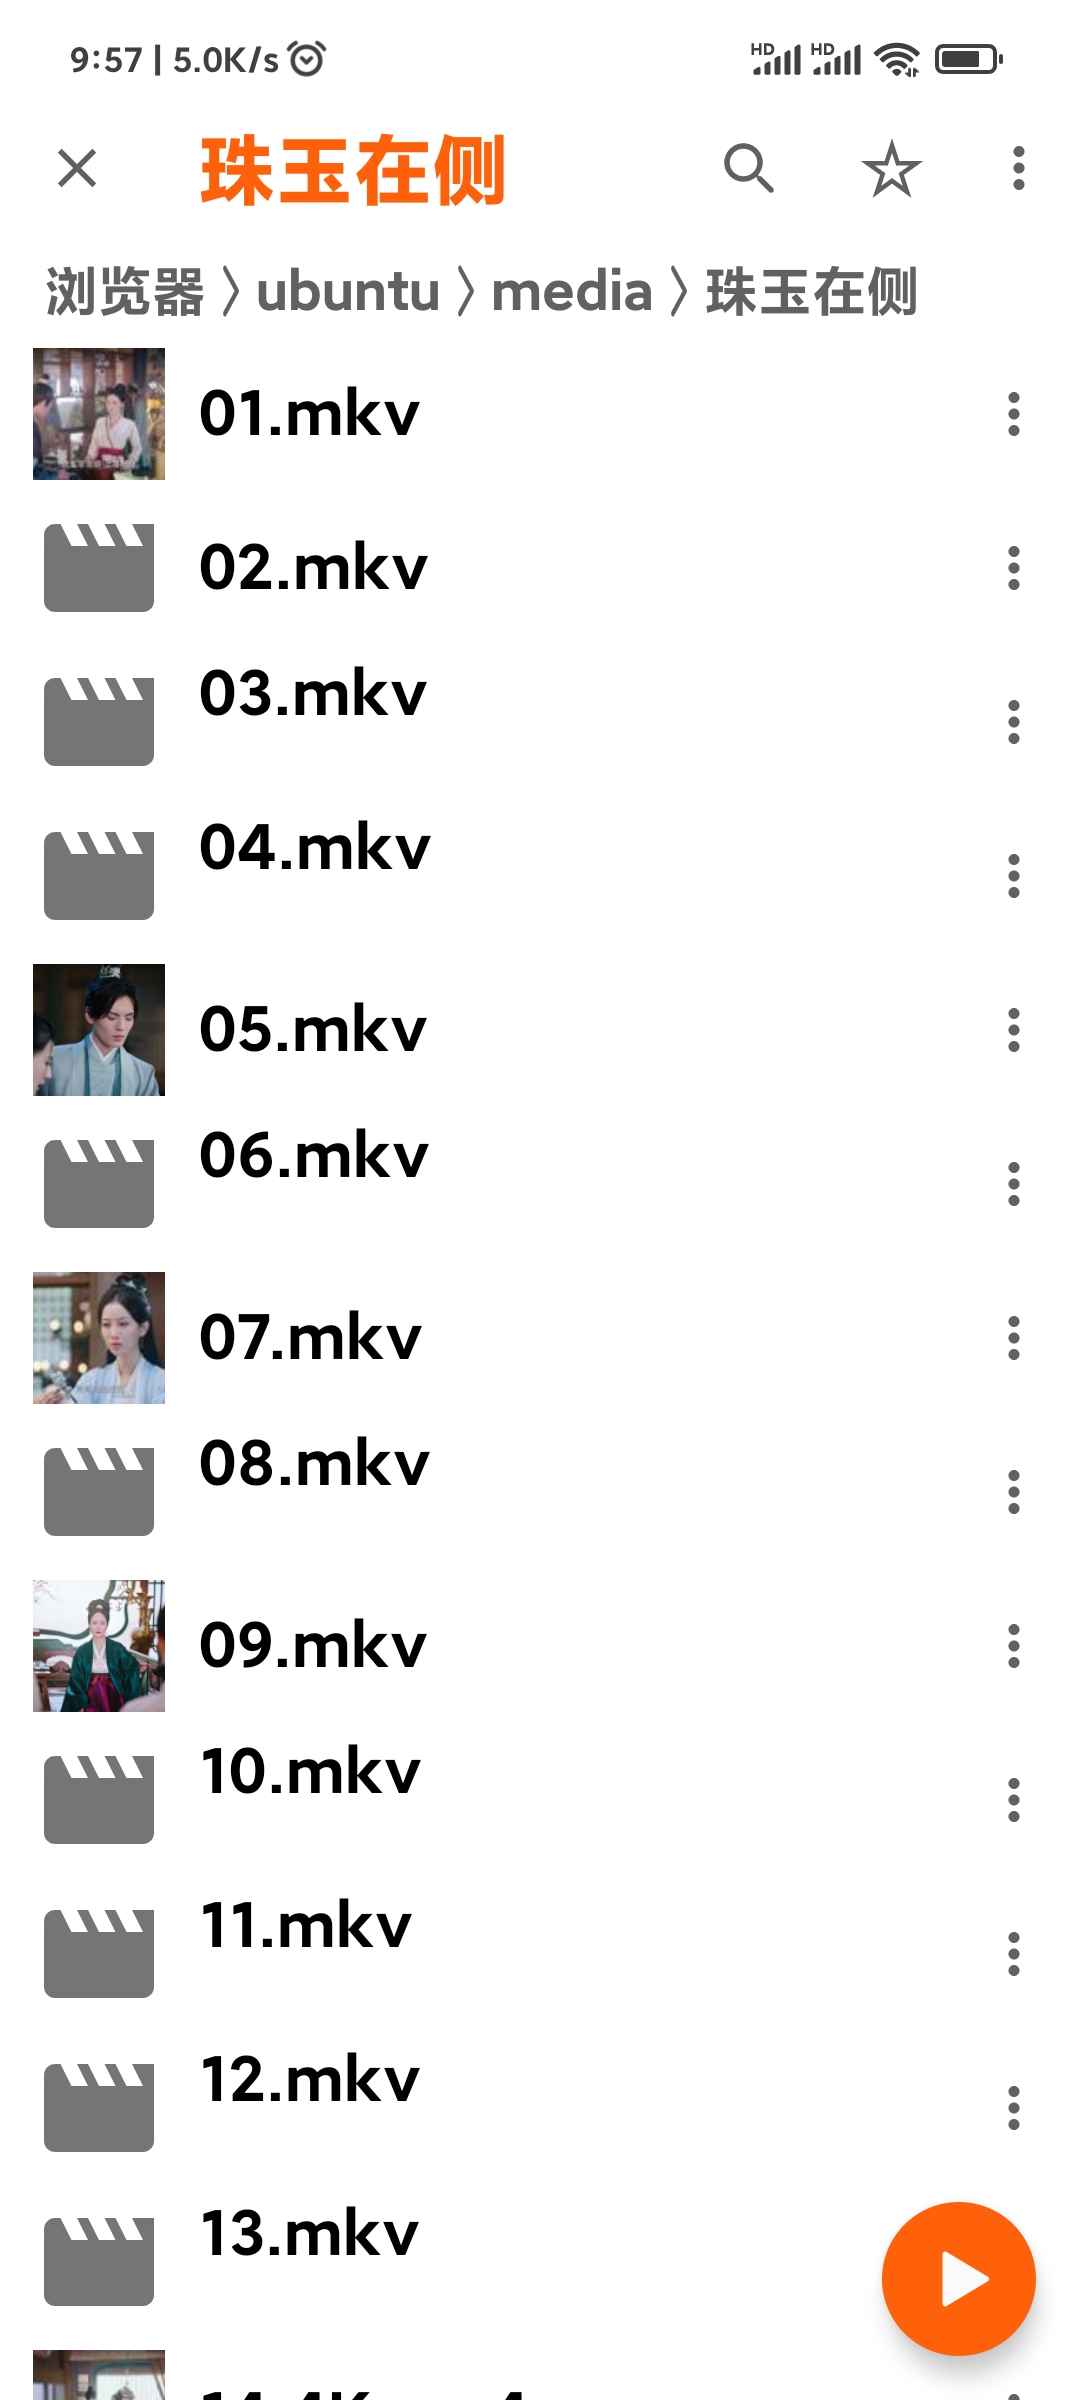 9:57 | 5.0K/s HD HD
珠玉在侧
浏览器 〉ubuntu 〉media 〉珠玉在侧
01.mkv
02.mkv
03.mkv
04.mkv
05.mkv
06.mkv
07.mkv
08.mkv
09.mkv
10.mkv
11.mkv
12.mkv
13.mkv